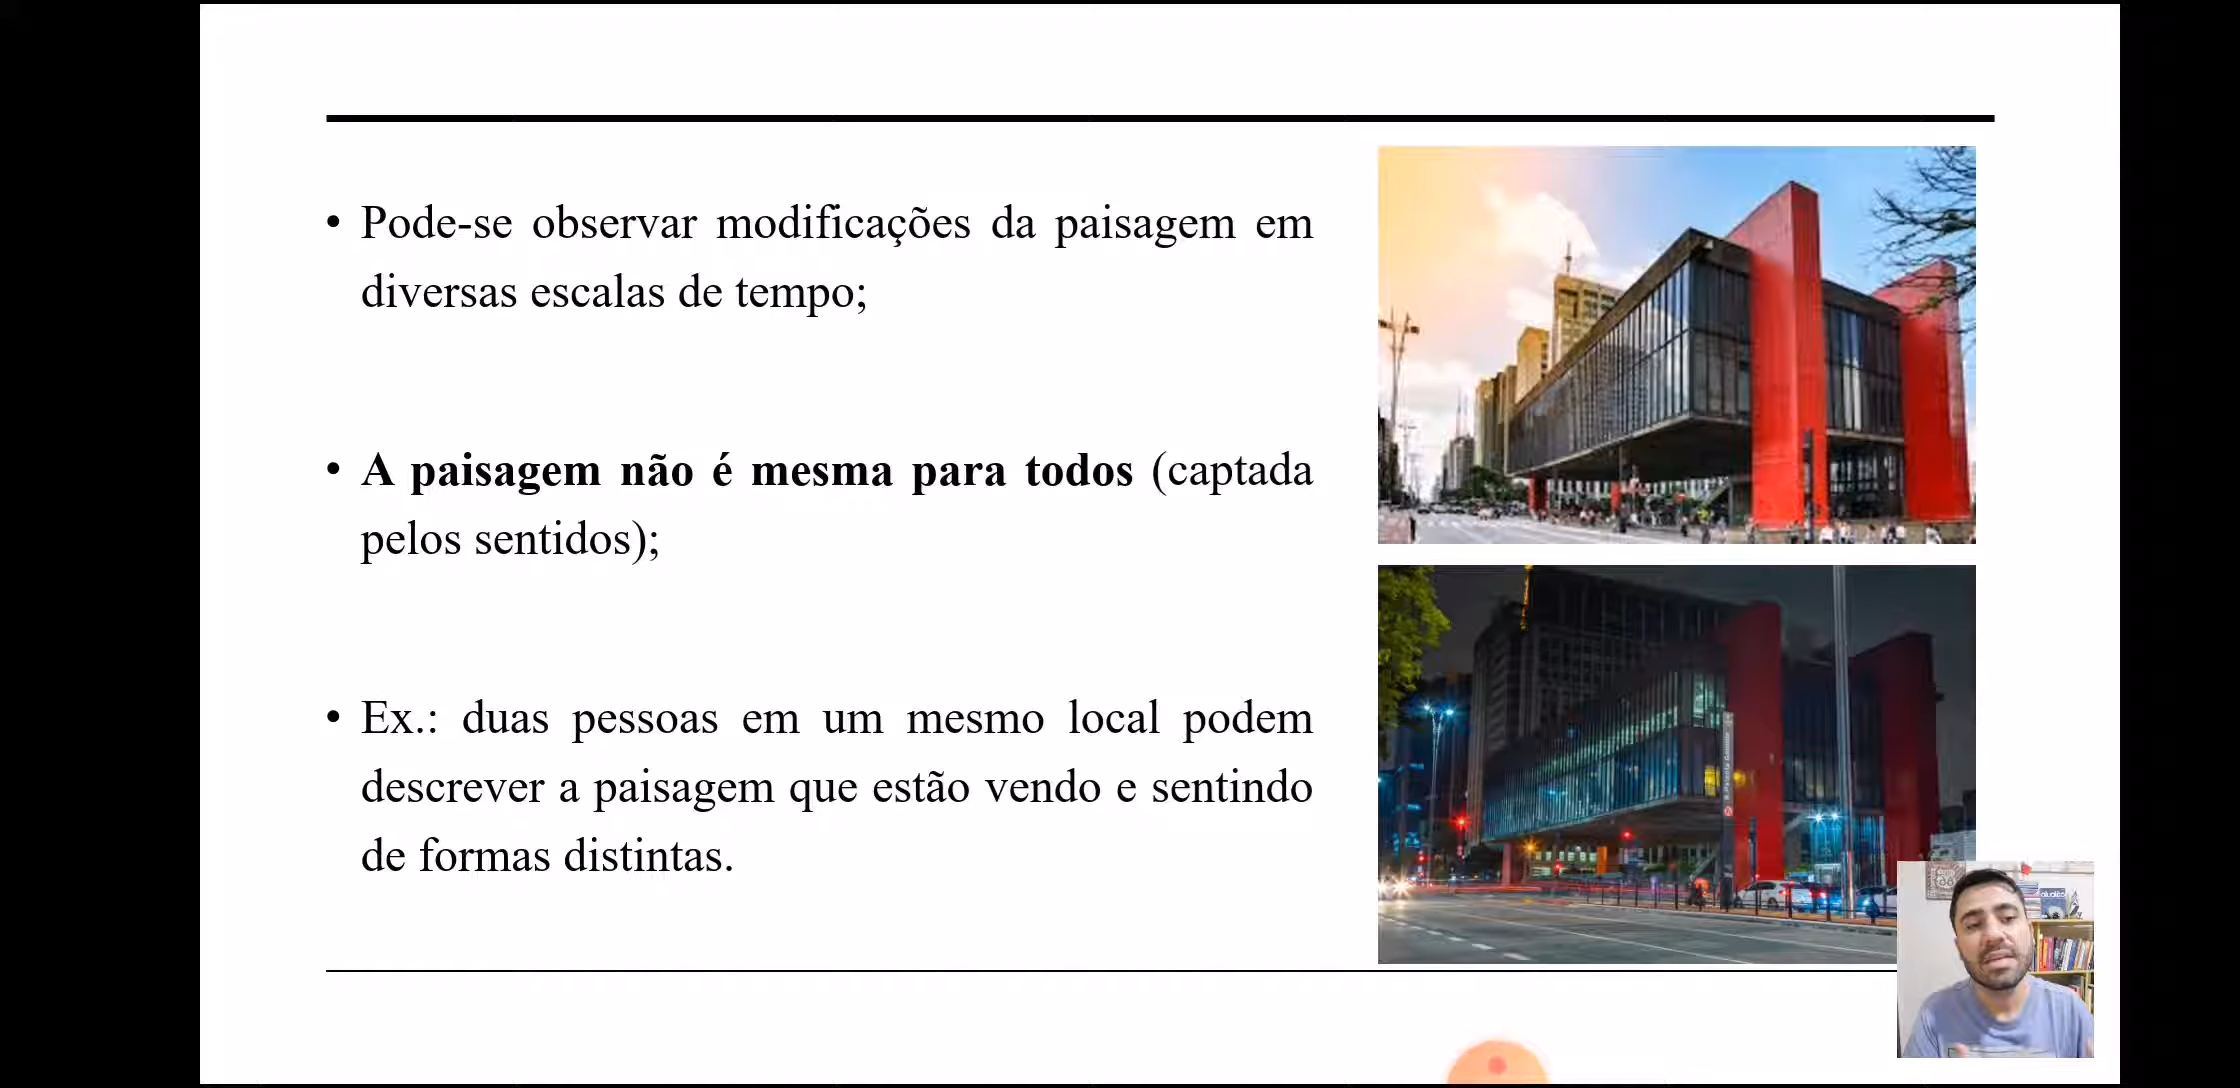 • Pode-se observar modificações da paisagem em
diversas escalas de tempo;
• A paisagem não é mesma para todos (captada
pelos sentidos);
• Ex.: duas pessoas em um mesmo local podem
descrever a paisagem que estão vendo e sentindo
de formas distintas.